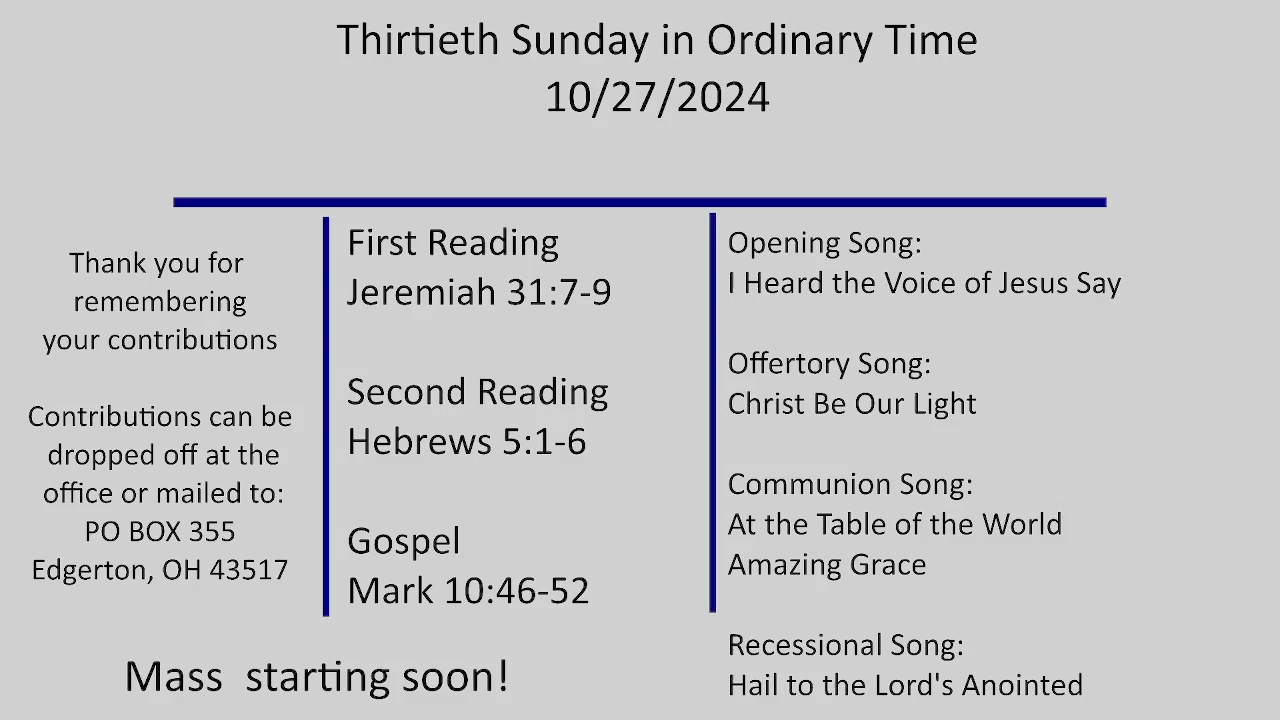 Thirtieth Sunday in Ordinary Time
10/27/2024
Thank you for
remembering
your contributions
Contributions can be
dropped off at the
office or mailed to:
PO BOX 355
Edgerton, OH 43517
First Reading
Jeremiah 31:7-9
Second Reading
Hebrews 5:1-6
Gospel
Mark 10:46-52
Opening Song:
I Heard the Voice of Jesus Say
Offertory Song:
Christ Be Our Light
Communion Song:
At the Table of the World
Amazing Grace
Recessional Song:
Hail to the Lord's Anointed
Mass  starting soon!